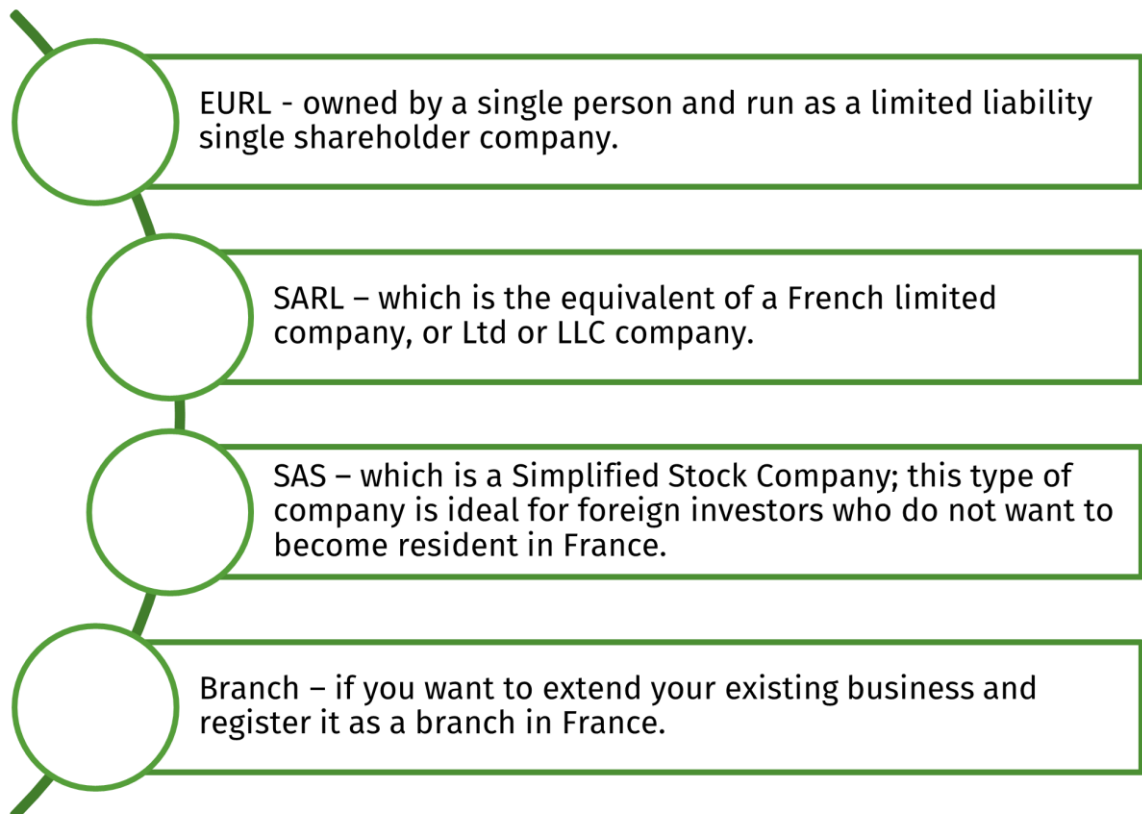 EURL - owned by a single person and run as a limited liability
single shareholder company.
SARL – which is the equivalent of a French limited
company, or Ltd or LLC company.
SAS – which is a Simplified Stock Company; this type of
company is ideal for foreign investors who do not want to
become resident in France.
Branch – if you want to extend your existing business and
register it as a branch in France.